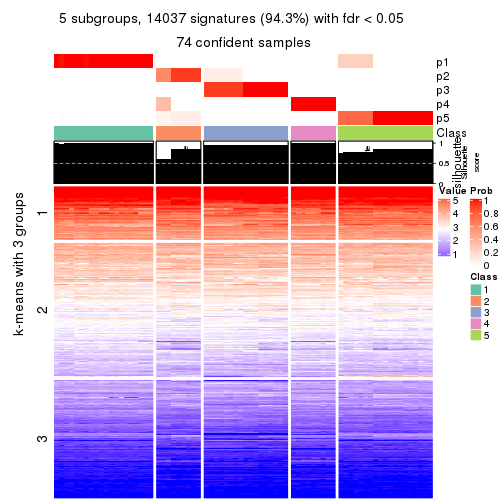 5 subgroups, 14037 signatures (94.3%) with fdr < 0.05
74 confident samples
p1
p2
p3
p4
p5
Class
1
0.5
0
silhouette
Silhouette
score
k-means with 3 groups
1
2
3
Value
5
4
3
2
1
Prob
1
0.8
0.6
0.4
0.2
0
Class
1
2
3
4
5